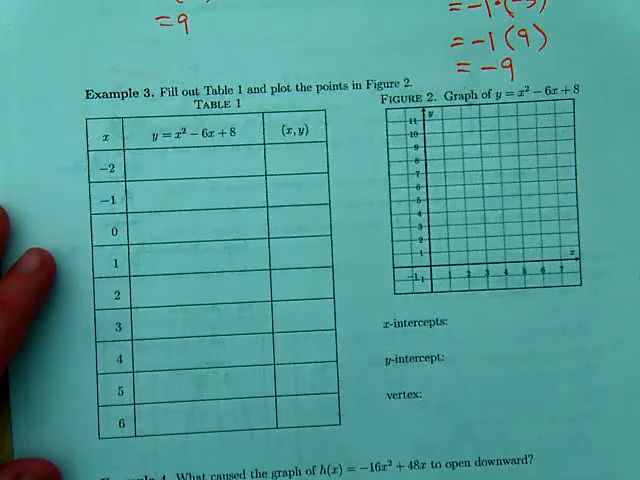 = 9
= -1 (9)
= -9
Example 3. Fill out Table 1 and plot the points in Figure 2.
TABLE 1
x y = x² − 6x + 8 (x, y)
−2
−1
0
1
2
3
4
5
6
FIGURE 2. Graph of y = x² − 6x + 8
y
11
10
9
8
7
6
5
4
3
2
1
x
−1 1 2 3 4 5 6 7
x-intercepts:
y-intercept:
vertex:
What caused the graph of h(x) = −16x² + 48x to open downward?